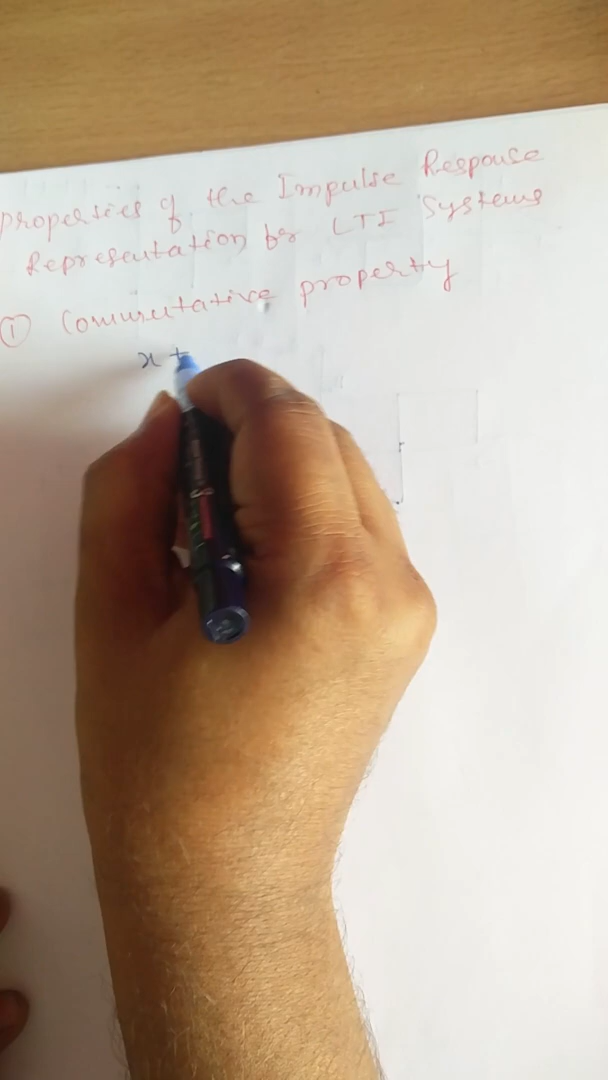 Properties of the Impulse Response
Representation for LTI Systems
① Commutative property
x